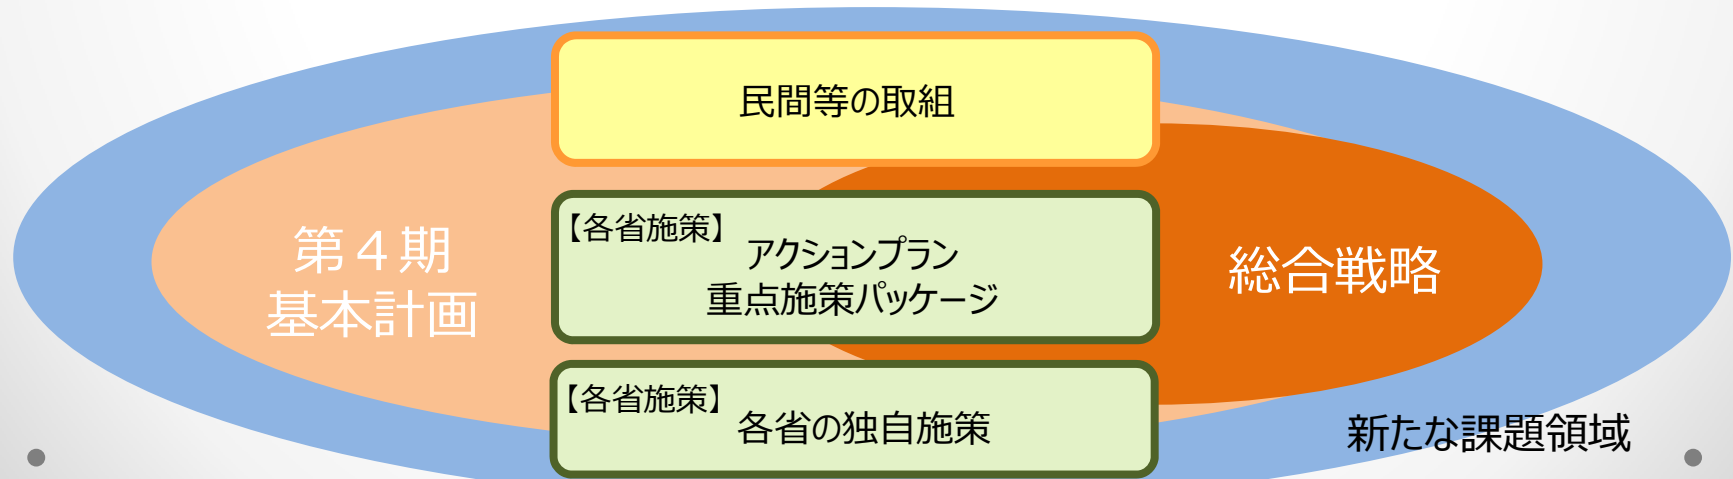 民間等の取組
【各省施策】
アクションプラン
重点施策パッケージ
第４期
基本計画
総合戦略
【各省施策】
各省の独自施策
新たな課題領域